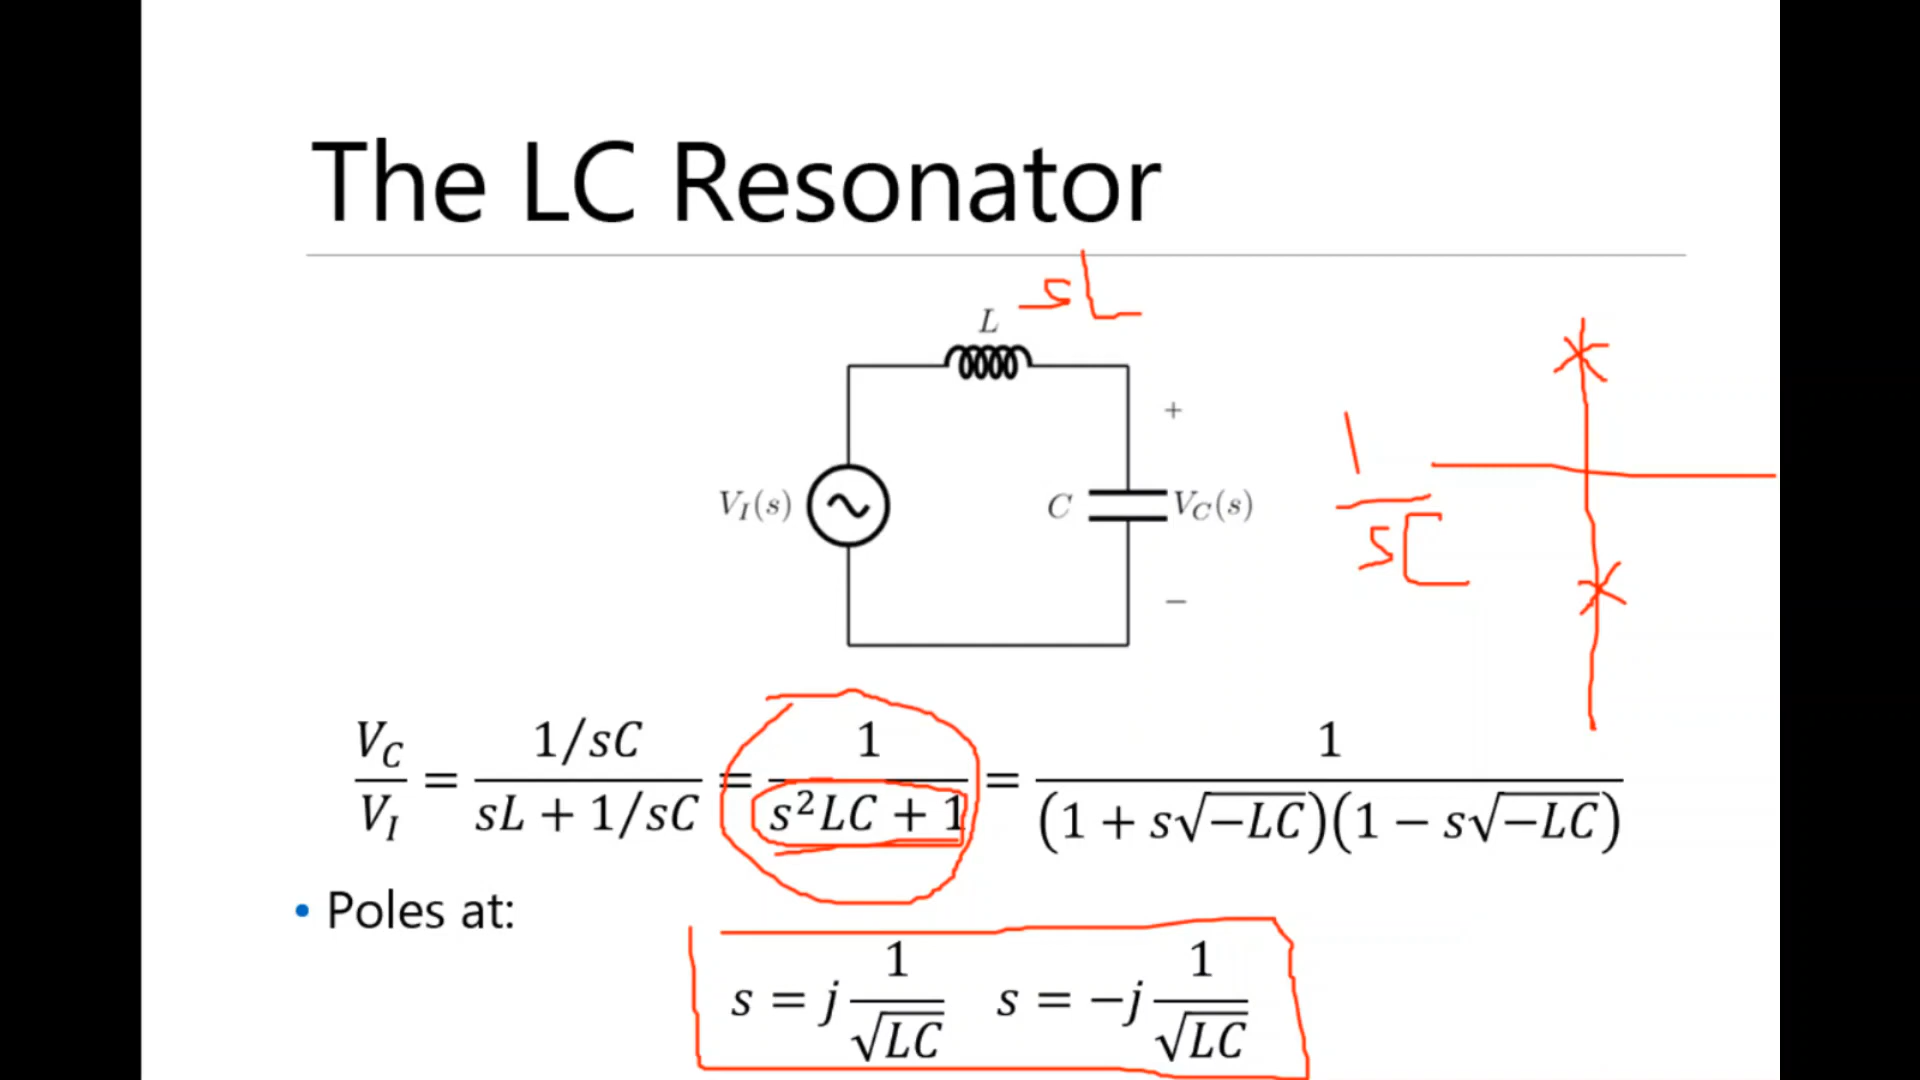 The LC Resonator
sL
L
+
V_I(s)
C
V_C(s)
1/sC
−
V_C/V_I = (1/sC)/(sL + 1/sC) = 1/(s²LC + 1) = 1/((1 + s√−LC)(1 − s√−LC))
• Poles at:
s = j 1/√LC s = −j 1/√LC